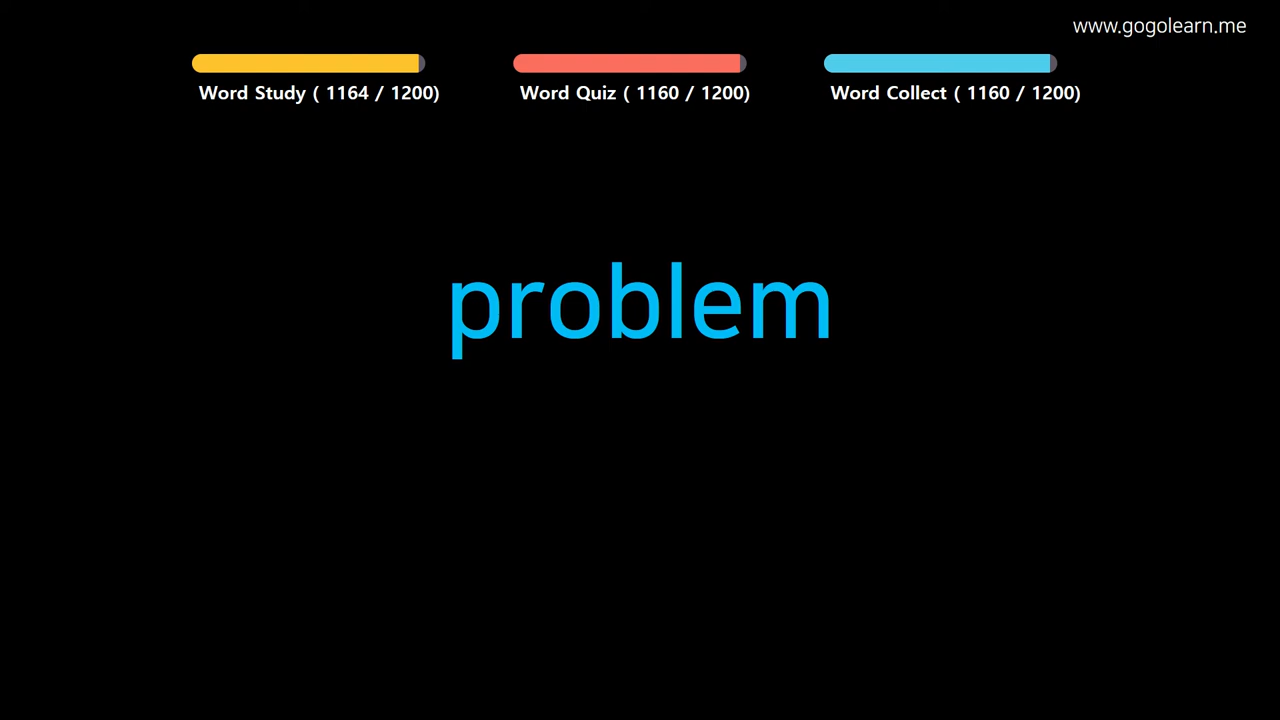 www.gogolearn.me
Word Study ( 1164 / 1200)
Word Quiz ( 1160 / 1200)
Word Collect ( 1160 / 1200)
problem